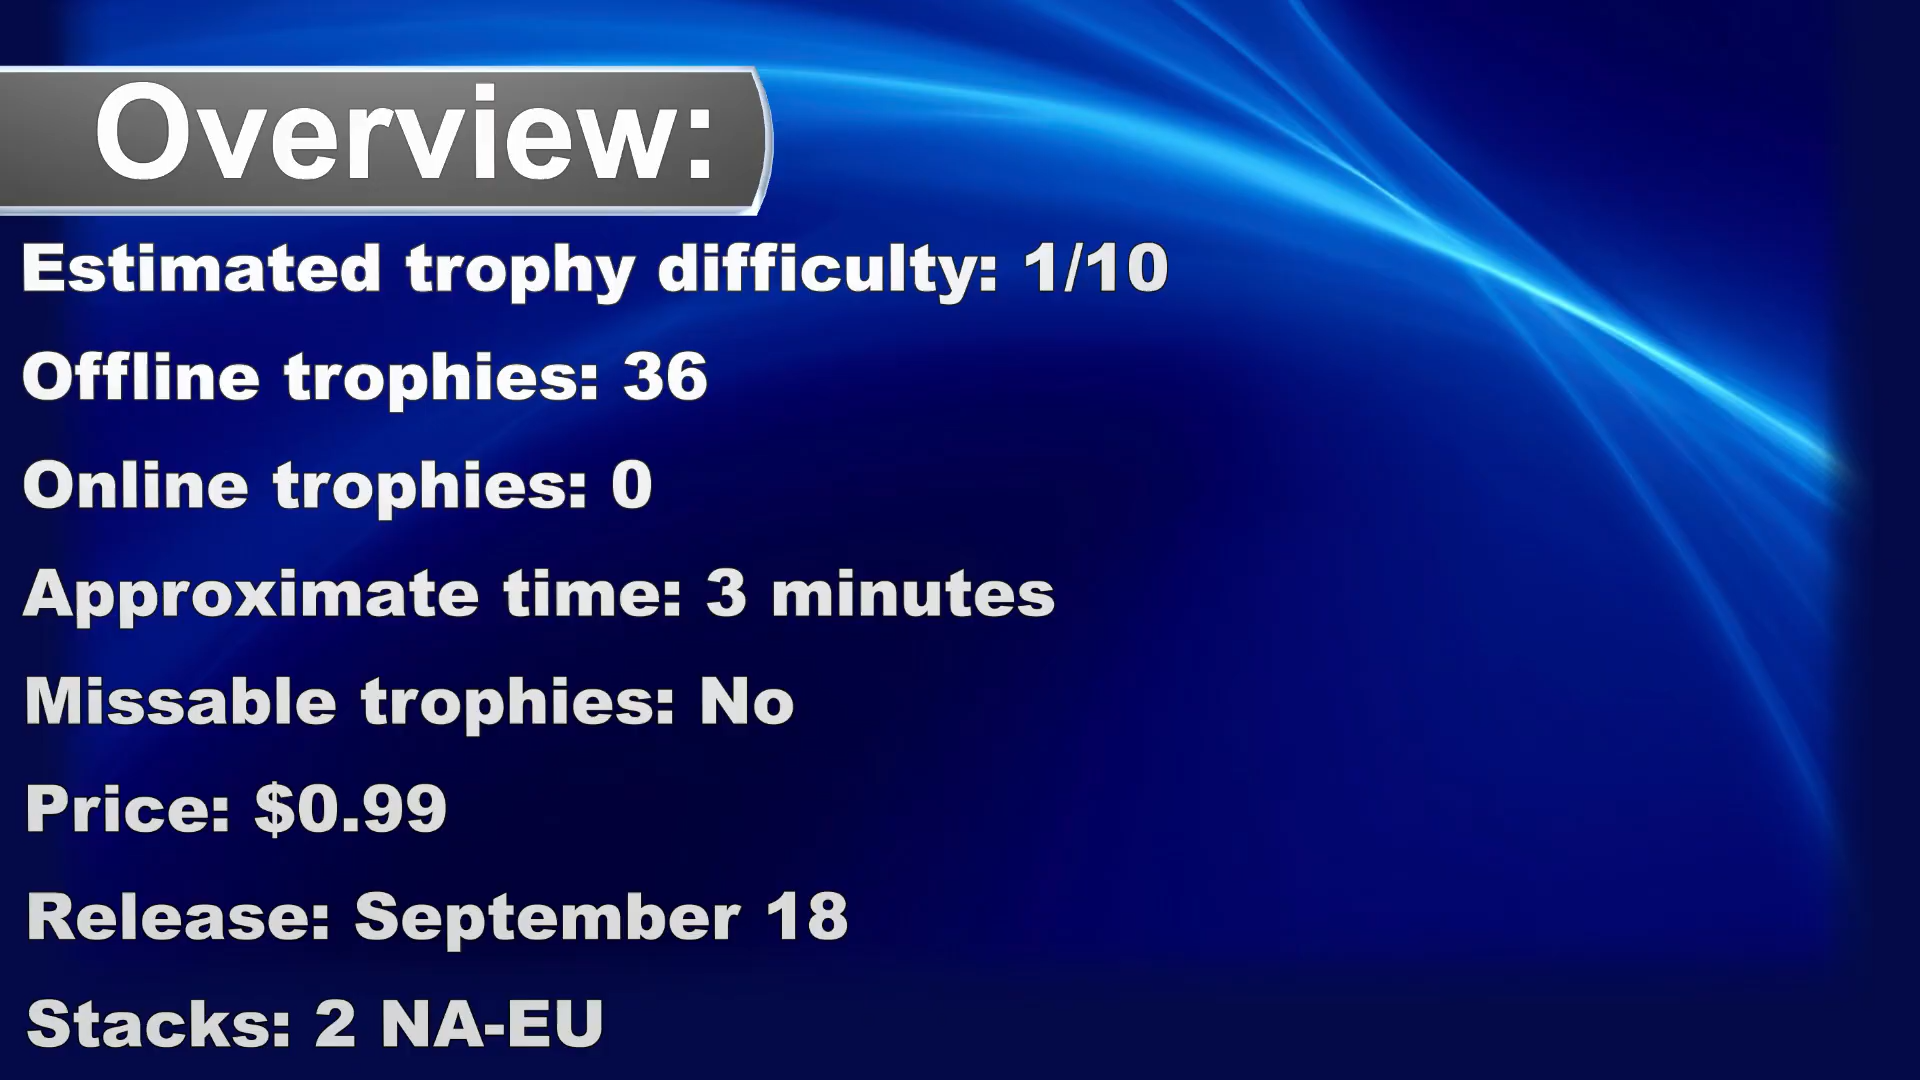 Overview:
Estimated trophy difficulty: 1/10
Offline trophies: 36
Online trophies: 0
Approximate time: 3 minutes
Missable trophies: No
Price: $0.99
Release: September 18
Stacks: 2 NA-EU